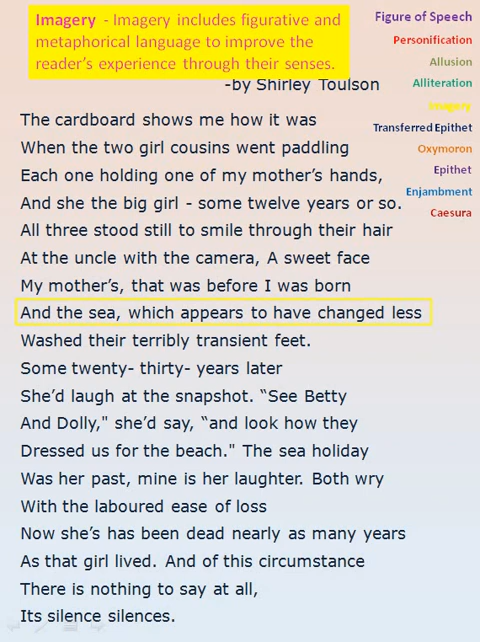 Imagery - Imagery includes figurative and
metaphorical language to improve the
reader's experience through their senses.
Figure of Speech
Personification
Allusion
Alliteration
Imagery
Transferred Epithet
Oxymoron
Epithet
Enjambment
Caesura
-by Shirley Toulson
The cardboard shows me how it was
When the two girl cousins went paddling
Each one holding one of my mother's hands,
And she the big girl - some twelve years or so.
All three stood still to smile through their hair
At the uncle with the camera, A sweet face
My mother's, that was before I was born
And the sea, which appears to have changed less
Washed their terribly transient feet.
Some twenty- thirty- years later
She'd laugh at the snapshot. "See Betty
And Dolly," she'd say, "and look how they
Dressed us for the beach." The sea holiday
Was her past, mine is her laughter. Both wry
With the laboured ease of loss
Now she's has been dead nearly as many years
As that girl lived. And of this circumstance
There is nothing to say at all,
Its silence silences.